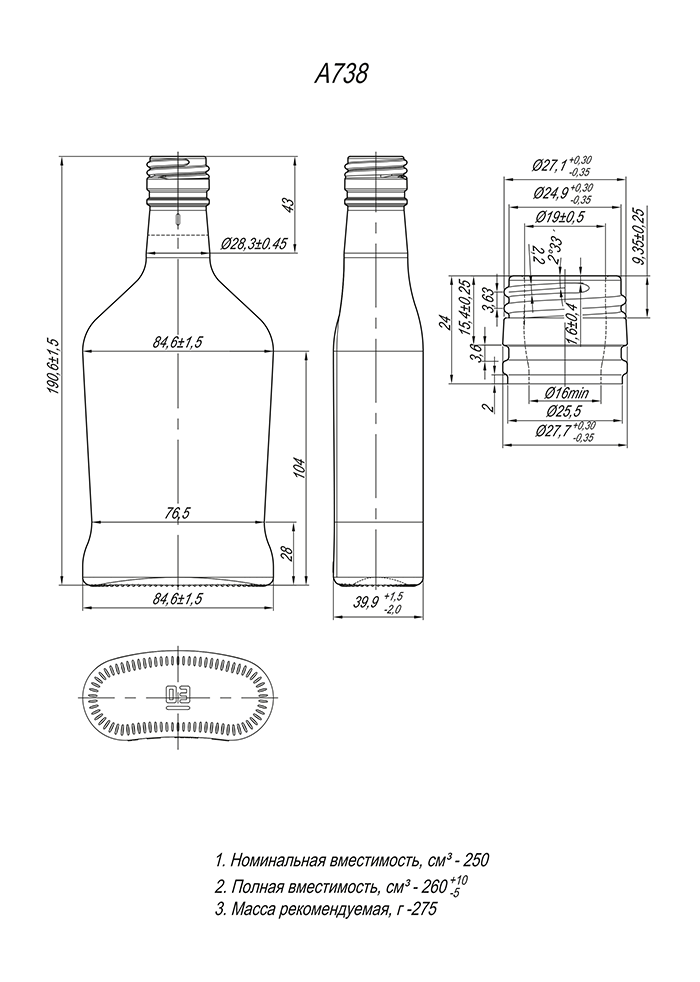 А738
190,6±1,5
43
Ø28,3±0.45
84,6±1,5
104
76,5
28
84,6±1,5
39,9 +1,5 -2,0
Ø27,1 +0,30 -0,35
Ø24,9 +0,30 -0,35
Ø19±0,5
2,2
2°33´
9,35±0,25
24
15,4±0,25
3,63
1,6±0,4
3,6
2
Ø16min
Ø25,5
Ø27,7 +0,30 -0,35
1. Номинальная вместимость, см³ - 250
2. Полная вместимость, см³ - 260 +10 -5
3. Масса рекомендуемая, г -275